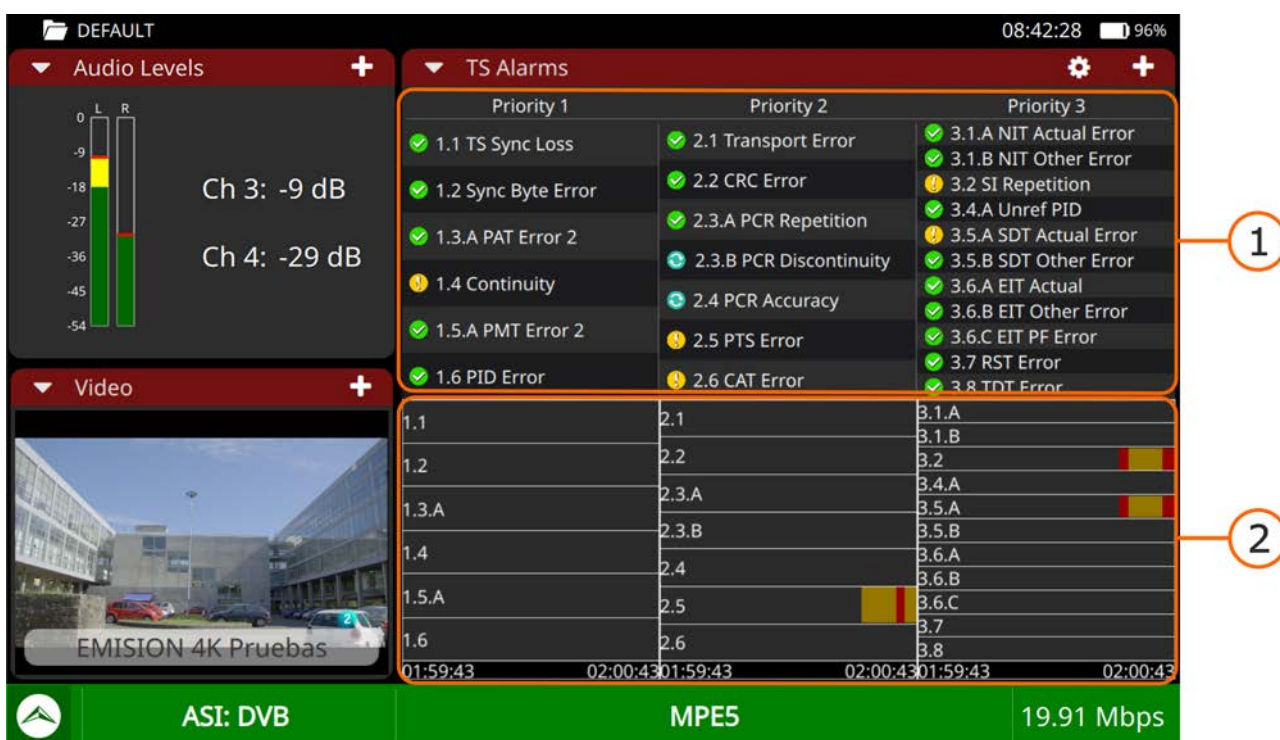 DEFAULT
08:42:28
96%
Audio Levels
L R
0
-9
-18
-27
-36
-45
-54
Ch 3: -9 dB
Ch 4: -29 dB
TS Alarms
Priority 1
1.1 TS Sync Loss
1.2 Sync Byte Error
1.3.A PAT Error 2
1.4 Continuity
1.5.A PMT Error 2
1.6 PID Error
Priority 2
2.1 Transport Error
2.2 CRC Error
2.3.A PCR Repetition
2.3.B PCR Discontinuity
2.4 PCR Accuracy
2.5 PTS Error
2.6 CAT Error
Priority 3
3.1.A NIT Actual Error
3.1.B NIT Other Error
3.2 SI Repetition
3.4.A Unref PID
3.5.A SDT Actual Error
3.5.B SDT Other Error
3.6.A EIT Actual
3.6.B EIT Other Error
3.6.C EIT PF Error
3.7 RST Error
3.8 TDT Error
1
Video
2
EMISION 4K Pruebas
1.1
1.2
1.3.A
1.4
1.5.A
1.6
01:59:43 02:00:43
2.1
2.2
2.3.A
2.3.B
2.4
2.5
2.6
01:59:43 02:00:43
3.1.A
3.1.B
3.2
3.4.A
3.5.A
3.5.B
3.6.A
3.6.B
3.6.C
3.7
3.8
01:59:43 02:00:43
2
ASI: DVB
MPE5
19.91 Mbps